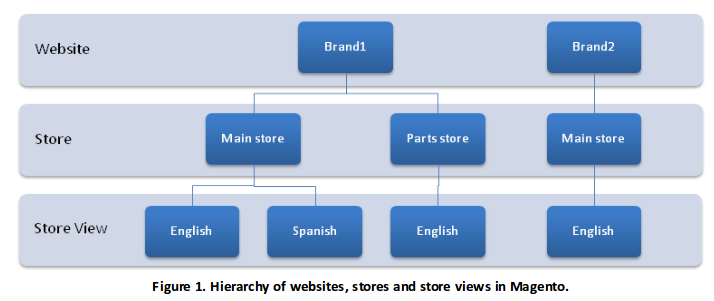 Website
Brand1
Brand2
Store
Main store
Parts store
Main store
Store View
English
Spanish
English
English
Figure 1. Hierarchy of websites, stores and store views in Magento.